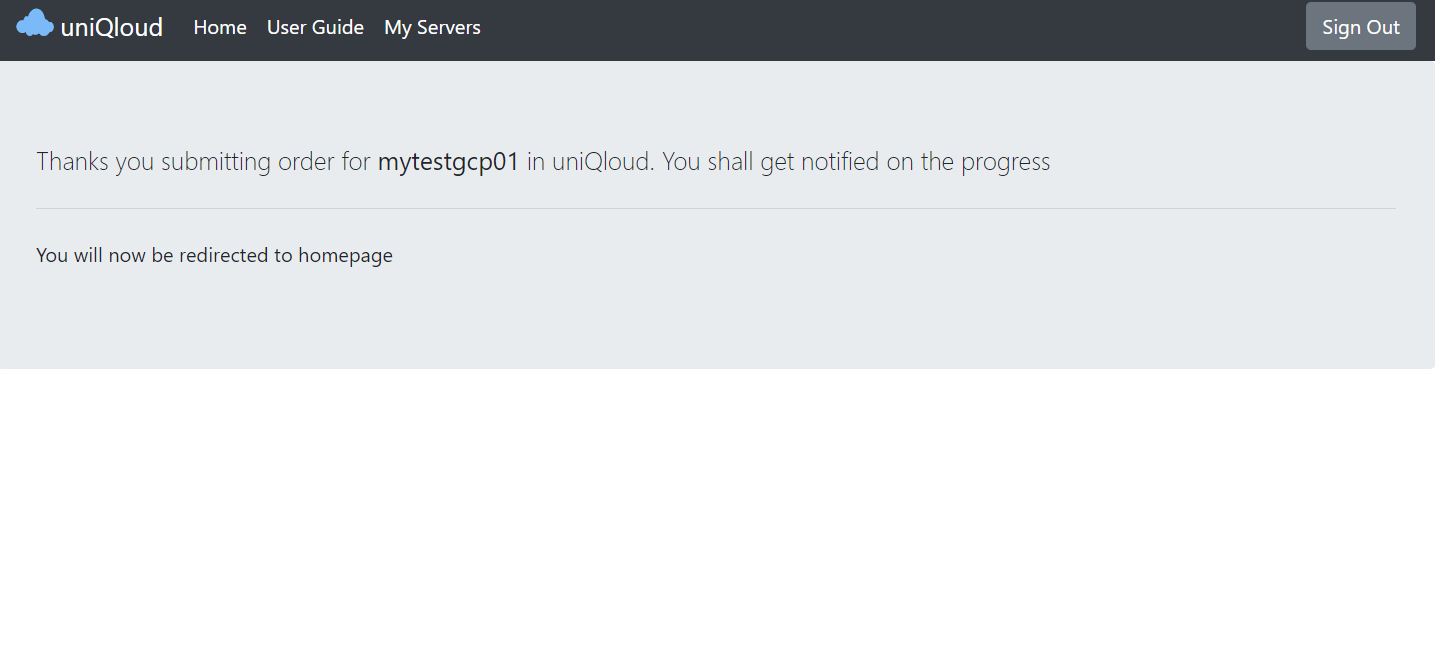 uniQloud Home User Guide My Servers Sign Out
Thanks you submitting order for mytestgcp01 in uniQloud. You shall get notified on the progress
You will now be redirected to homepage